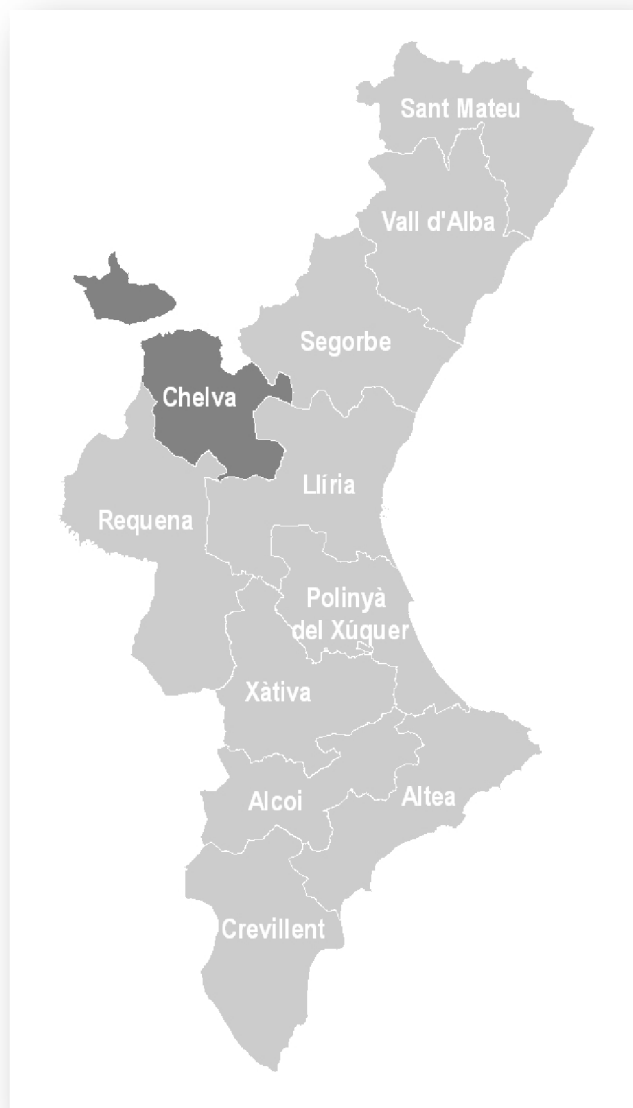 Sant Mateu
Vall d'Alba
Segorbe
Chelva
Llíria
Requena
Polinyà
del Xúquer
Xàtiva
Alcoi
Altea
Crevillent